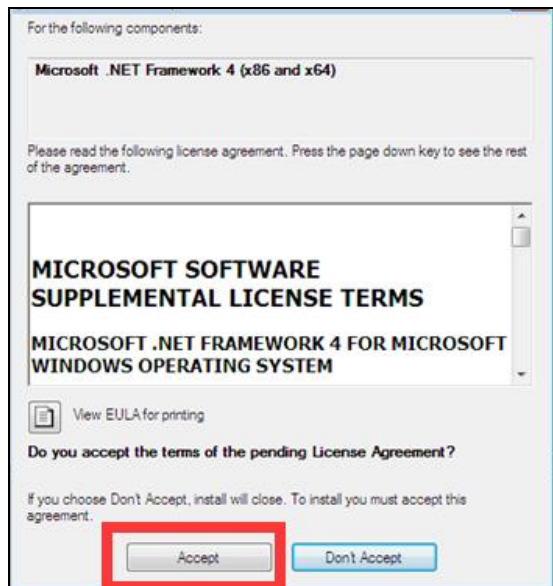 For the following components:
Microsoft .NET Framework 4 (x86 and x64)
Please read the following license agreement. Press the page down key to see the rest
of the agreement.
MICROSOFT SOFTWARE
SUPPLEMENTAL LICENSE TERMS
MICROSOFT .NET FRAMEWORK 4 FOR MICROSOFT
WINDOWS OPERATING SYSTEM
View EULA for printing
Do you accept the terms of the pending License Agreement?
If you choose Don't Accept, install will close. To install you must accept this
agreement.
Accept
Don't Accept